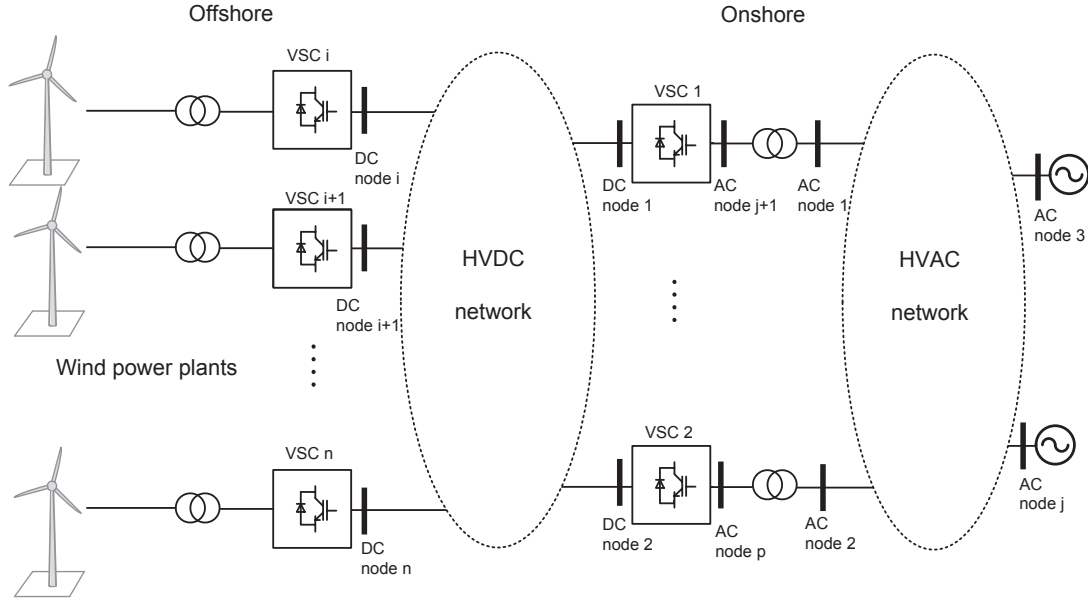 Offshore
Onshore
VSC i
DC
node i
VSC i+1
DC
node i+1
Wind power plants
VSC n
DC
node n
HVDC
network
VSC 1
DC
node 1
AC
node j+1
AC
node 1
VSC 2
DC
node 2
AC
node p
AC
node 2
HVAC
network
AC
node 3
AC
node j